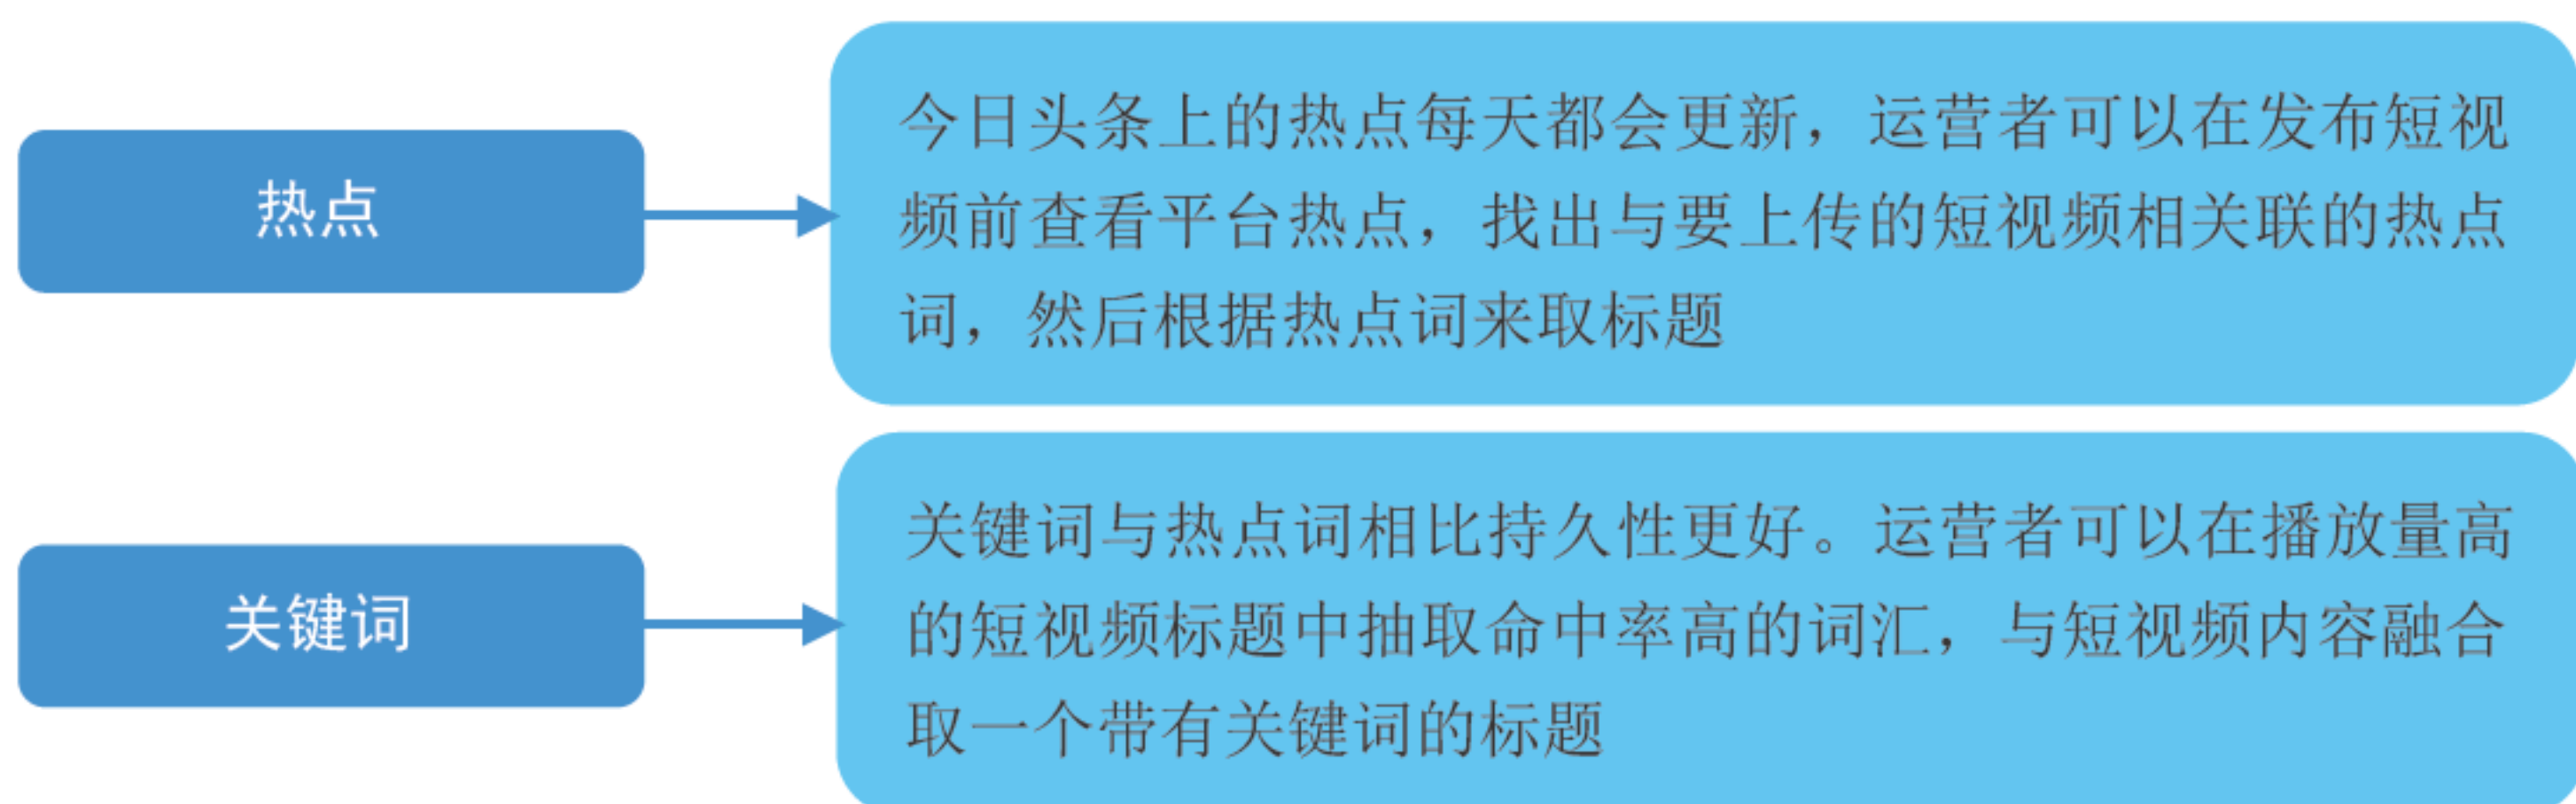 热点
今日头条上的热点每天都会更新，运营者可以在发布短视
频前查看平台热点，找出与要上传的短视频相关联的热点
词，然后根据热点词来取标题
关键词
关键词与热点词相比持久性更好。运营者可以在播放量高
的短视频标题中抽取命中率高的词汇，与短视频内容融合
取一个带有关键词的标题